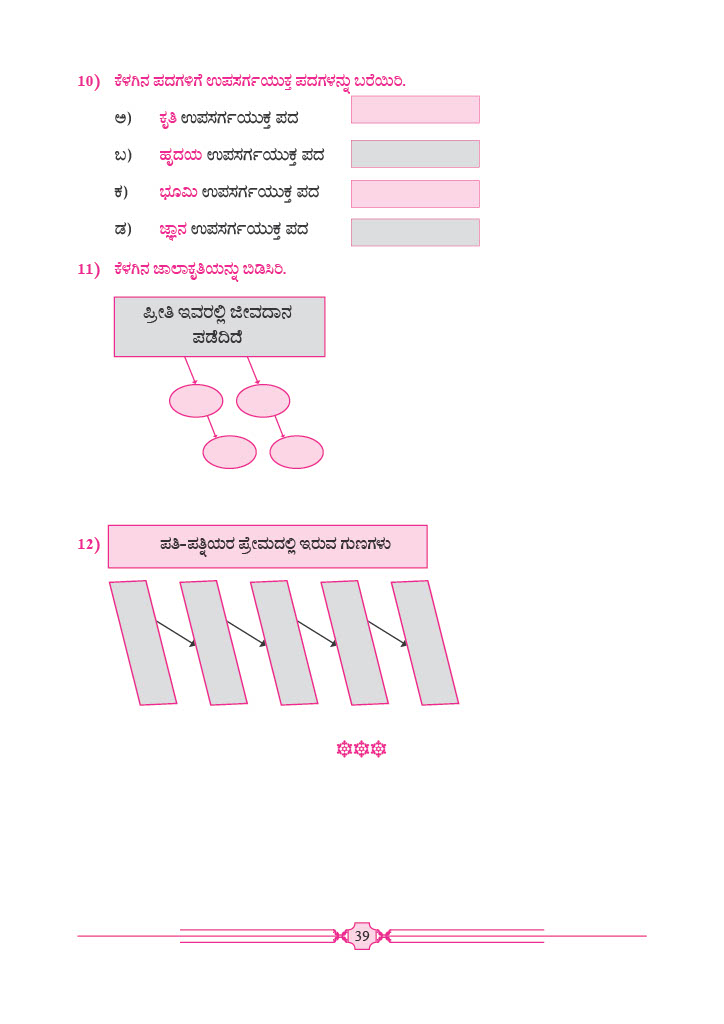 10) ಕೆಳಗಿನ ಪದಗಳಿಗೆ ಉಪಸರ್ಗಯುಕ್ತ ಪದಗಳನ್ನು ಬರೆಯಿರಿ.
ಅ) ಕೃತಿ ಉಪಸರ್ಗಯುಕ್ತ ಪದ
ಬ) ಹೃದಯ ಉಪಸರ್ಗಯುಕ್ತ ಪದ
ಕ) ಭೂಮಿ ಉಪಸರ್ಗಯುಕ್ತ ಪದ
ಡ) ಜ್ಞಾನ ಉಪಸರ್ಗಯುಕ್ತ ಪದ
11) ಕೆಳಗಿನ ಜಾಲಾಕೃತಿಯನ್ನು ಬಿಡಿಸಿರಿ.
ಪ್ರೀತಿ ಇವರಲ್ಲಿ ಜೀವದಾನ
ಪಡೆದಿದೆ
12) ಪತಿ-ಪತ್ನಿಯರ ಪ್ರೇಮದಲ್ಲಿ ಇರುವ ಗುಣಗಳು
39